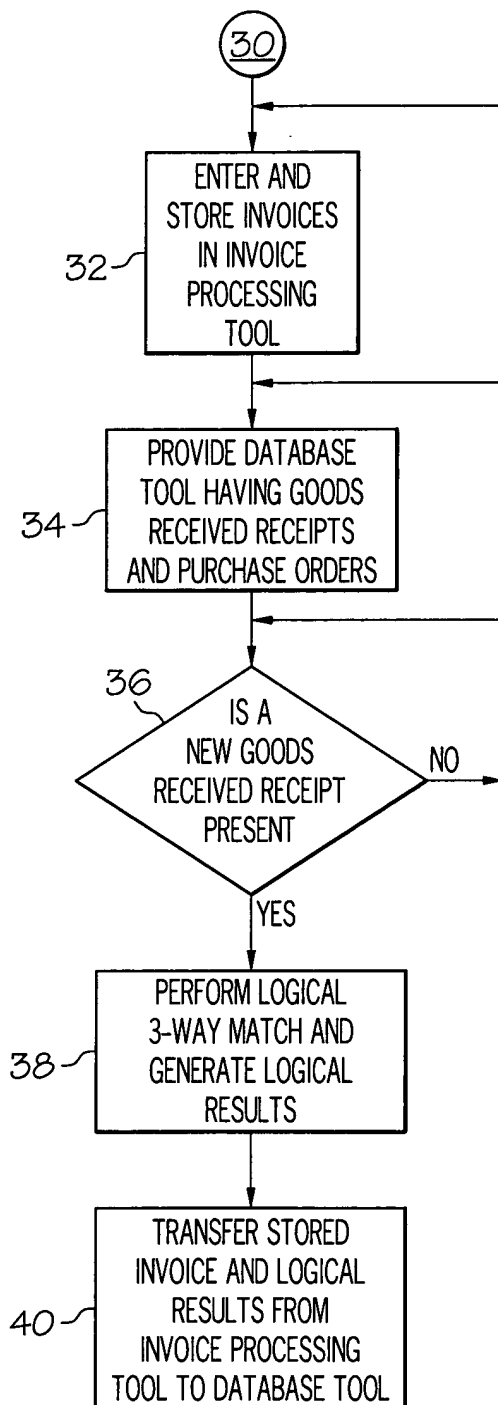 30
ENTER AND
STORE INVOICES
IN INVOICE
PROCESSING
TOOL
32
PROVIDE DATABASE
TOOL HAVING GOODS
RECEIVED RECEIPTS
AND PURCHASE ORDERS
34
36
IS A
NEW GOODS
RECEIVED RECEIPT
PRESENT
NO
YES
PERFORM LOGICAL
3-WAY MATCH AND
GENERATE LOGICAL
RESULTS
38
TRANSFER STORED
INVOICE AND LOGICAL
RESULTS FROM
INVOICE PROCESSING
TOOL TO DATABASE TOOL
40